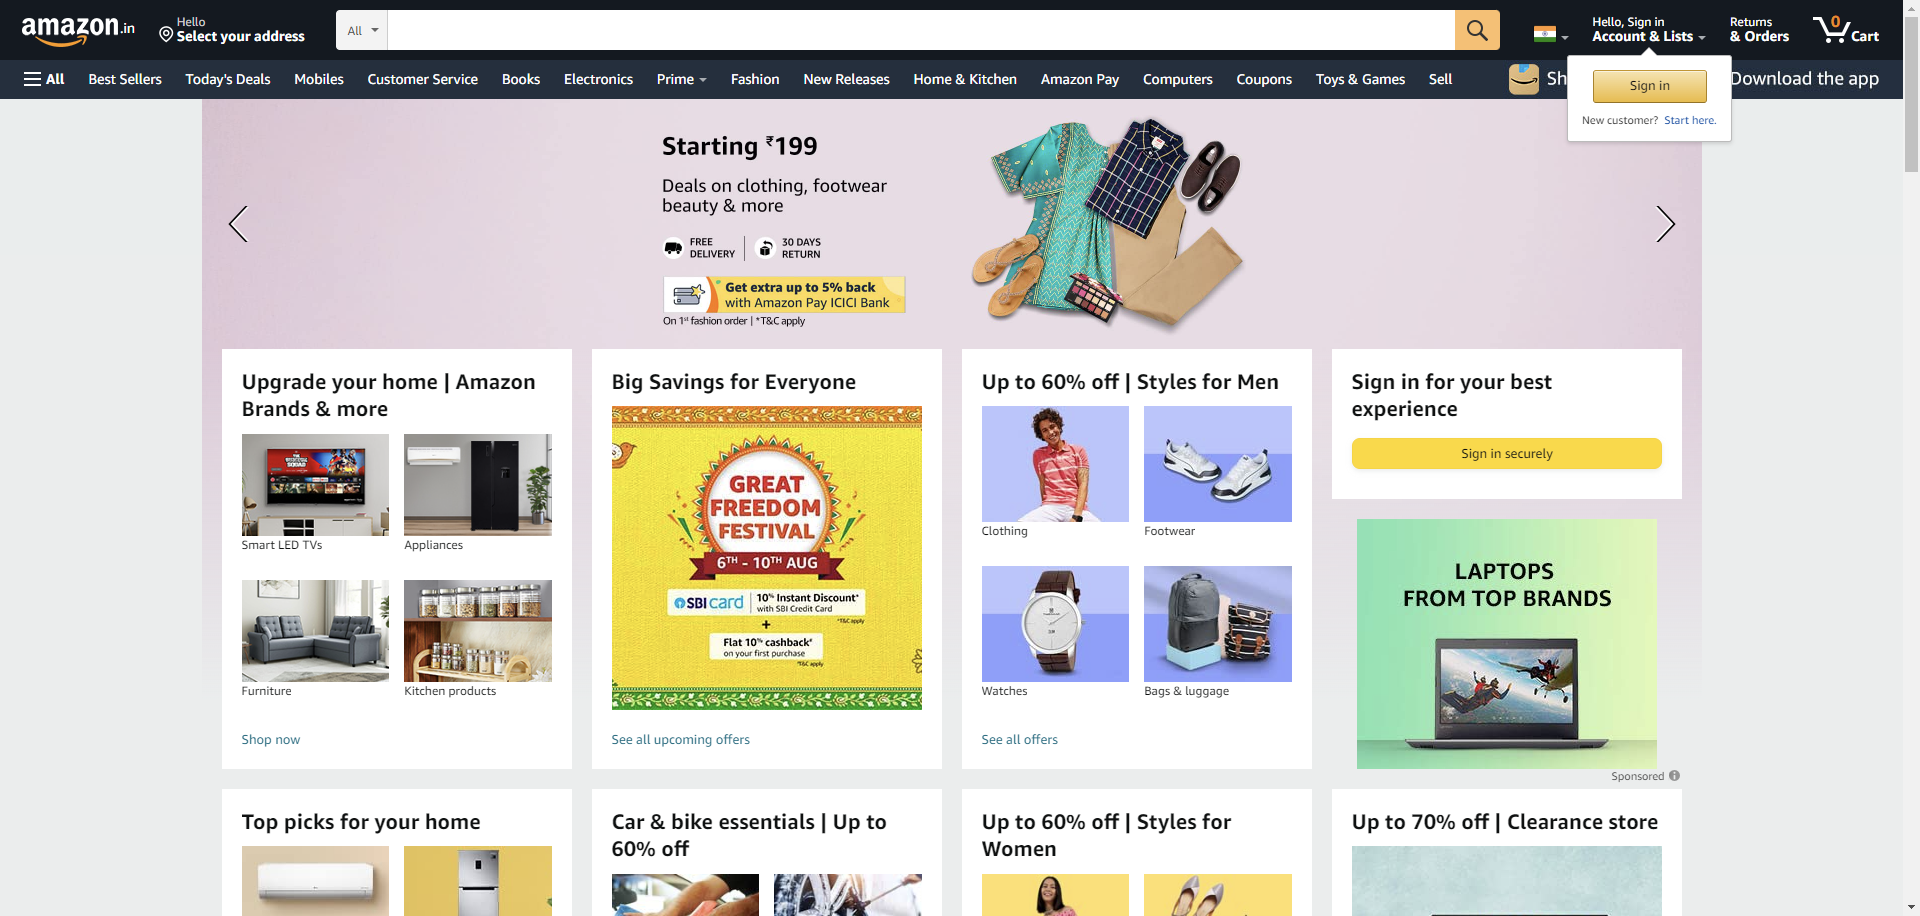 amazon.in
Hello
Select your address
All
Hello, Sign in
Account & Lists
Returns
& Orders
0
Cart
All
Best Sellers
Today's Deals
Mobiles
Customer Service
Books
Electronics
Prime
Fashion
New Releases
Home & Kitchen
Amazon Pay
Computers
Coupons
Toys & Games
Sell
Sh
Download the app
Sign in
New customer? Start here.
Starting ₹199
Deals on clothing, footwear
beauty & more
FREE
DELIVERY
30 DAYS
RETURN
Get extra up to 5% back
with Amazon Pay ICICI Bank
On 1st fashion order | *T&C apply
Upgrade your home | Amazon
Brands & more
Smart LED TVs
Appliances
Furniture
Kitchen products
Shop now
Big Savings for Everyone
GREAT
FREEDOM
FESTIVAL
6TH - 10TH AUG
SBI card
10% Instant Discount*
with SBI Credit Card
*T&C apply
+
Flat 10% cashback*
on your first purchase
*T&C apply
See all upcoming offers
Up to 60% off | Styles for Men
Clothing
Footwear
Watches
Bags & luggage
See all offers
Sign in for your best
experience
Sign in securely
LAPTOPS
FROM TOP BRANDS
Sponsored
Top picks for your home
Car & bike essentials | Up to
60% off
Up to 60% off | Styles for
Women
Up to 70% off | Clearance store